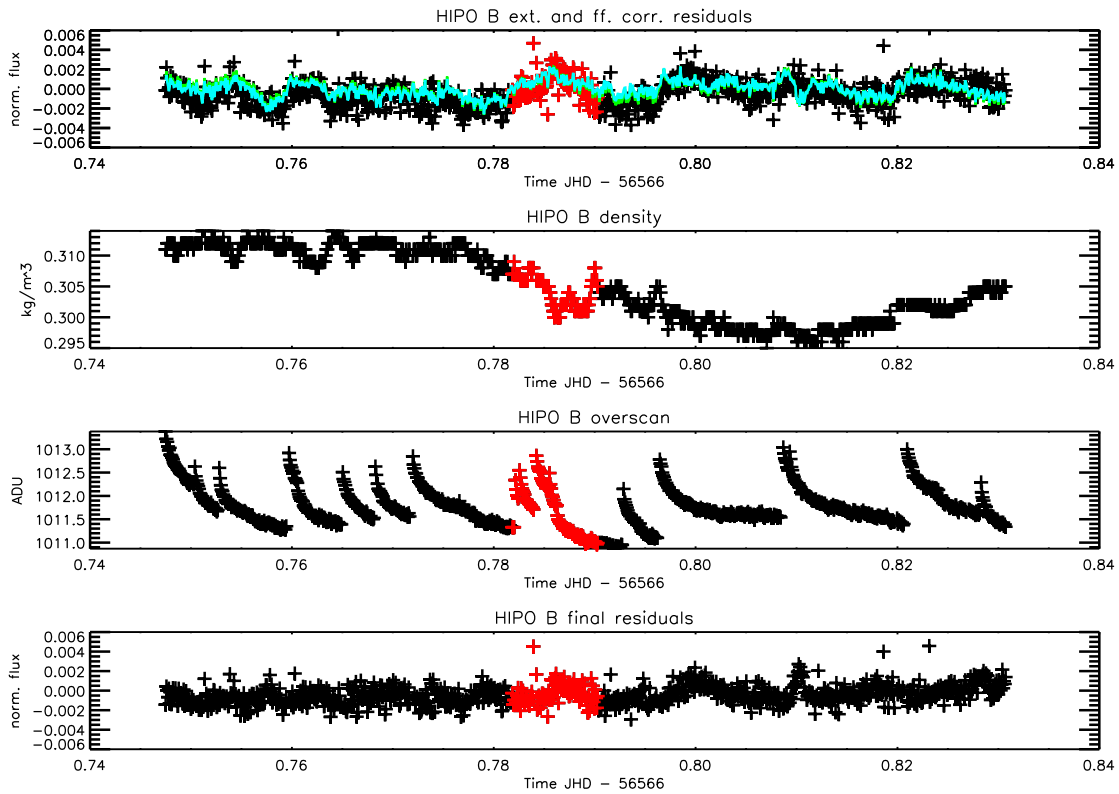 HIPO B ext. and ff. corr. residuals
norm. flux
0.006
0.004
0.002
0.000
−0.002
−0.004
−0.006
0.74 0.76 0.78 0.80 0.82 0.84
Time JHD − 56566
HIPO B density
kg/m^3
0.310
0.305
0.300
0.295
0.74 0.76 0.78 0.80 0.82 0.84
Time JHD − 56566
HIPO B overscan
ADU
1013.0
1012.5
1012.0
1011.5
1011.0
0.74 0.76 0.78 0.80 0.82 0.84
Time JHD − 56566
HIPO B final residuals
norm. flux
0.006
0.004
0.002
0.000
−0.002
−0.004
−0.006
0.74 0.76 0.78 0.80 0.82 0.84
Time JHD − 56566